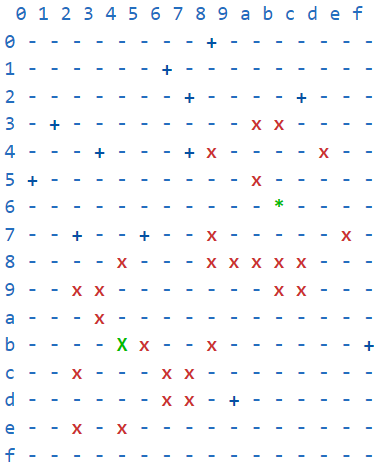 0 1 2 3 4 5 6 7 8 9 a b c d e f
0 - - - - - - - - + - - - - - - -
1 - - - - - - + - - - - - - - - -
2 - - - - - - - + - - - - + - - -
3 - + - - - - - - - - x x - - - -
4 - - - + - - - + x - - - - x - -
5 + - - - - - - - - - x - - - - -
6 - - - - - - - - - - - * - - - -
7 - - + - - + - - x - - - - - x -
8 - - - - x - - - x x x x x - - -
9 - - x x - - - - - - - x x - - -
a - - - x - - - - - - - - - - - -
b - - - - X x - - x - - - - - - +
c - - x - - - x x - - - - - - - -
d - - - - - - x x - + - - - - - -
e - - x - x - - - - - - - - - - -
f - - - - - - - - - - - - - - - -